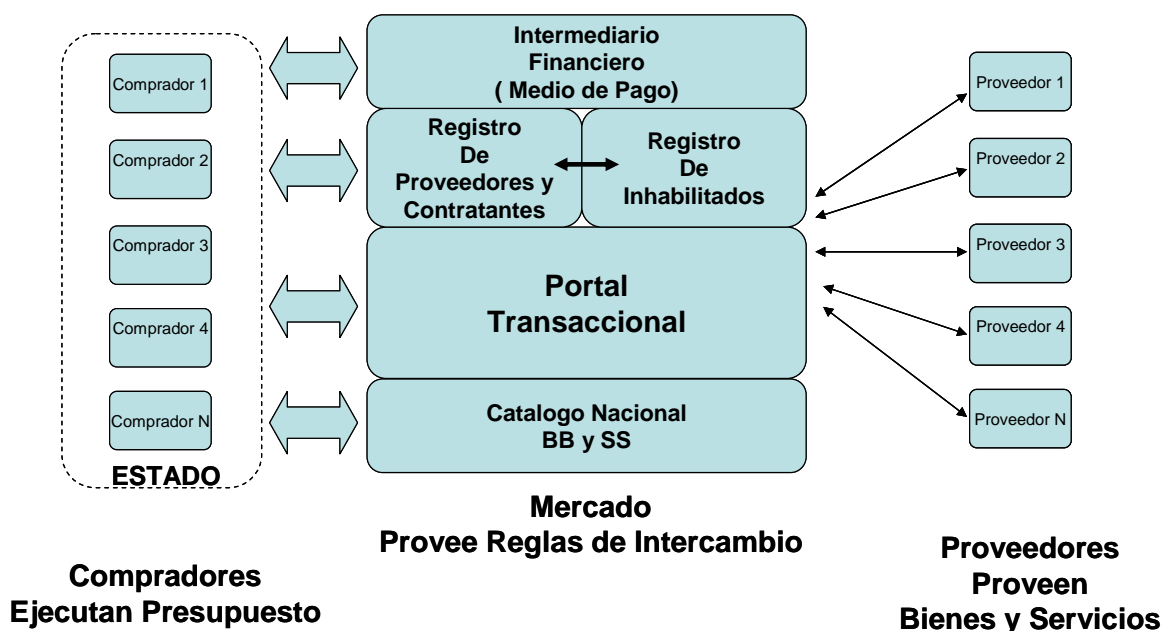 Comprador 1
Comprador 2
Comprador 3
Comprador 4
Comprador N
ESTADO
Compradores
Ejecutan Presupuesto
Intermediario
Financiero
( Medio de Pago)
Registro
De
Proveedores y
Contratantes
Registro
De
Inhabilitados
Portal
Transaccional
Catalogo Nacional
BB y SS
Mercado
Provee Reglas de Intercambio
Proveedor 1
Proveedor 2
Proveedor 3
Proveedor 4
Proveedor N
Proveedores
Proveen
Bienes y Servicios